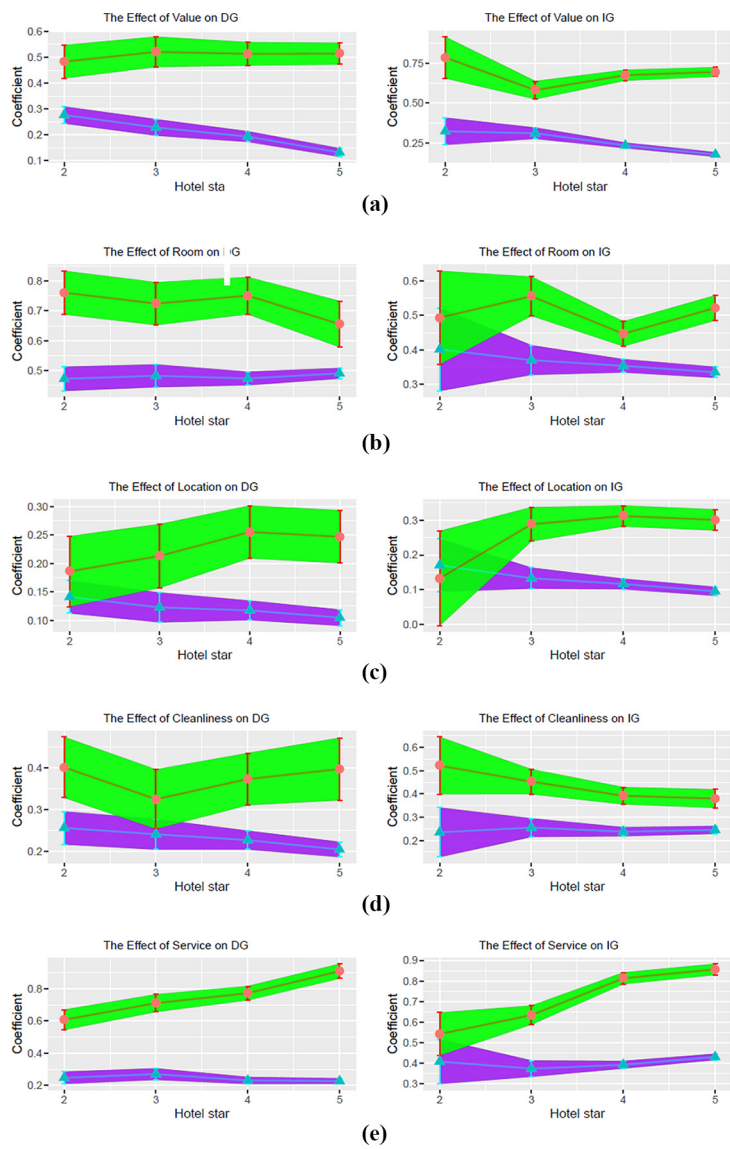 The Effect of Value on DG
The Effect of Value on IG
Coefficient
0.6
0.5
0.4
0.3
0.2
0.1
2 3 4 5
Hotel sta
Coefficient
0.75
0.50
0.25
2 3 4 5
Hotel star
(a)
The Effect of Room on DG
The Effect of Room on IG
Coefficient
0.8
0.7
0.6
0.5
2 3 4 5
Hotel star
Coefficient
0.6
0.5
0.4
0.3
2 3 4 5
Hotel star
(b)
The Effect of Location on DG
The Effect of Location on IG
Coefficient
0.30
0.25
0.20
0.15
0.10
2 3 4 5
Hotel star
Coefficient
0.3
0.2
0.1
0.0
2 3 4 5
Hotel star
(c)
The Effect of Cleanliness on DG
The Effect of Cleanliness on IG
Coefficient
0.4
0.3
0.2
2 3 4 5
Hotel star
Coefficient
0.6
0.5
0.4
0.3
0.2
2 3 4 5
Hotel star
(d)
The Effect of Service on DG
The Effect of Service on IG
Coefficient
0.8
0.6
0.4
0.2
2 3 4 5
Hotel star
Coefficient
0.9
0.8
0.7
0.6
0.5
0.4
0.3
2 3 4 5
Hotel star
(e)